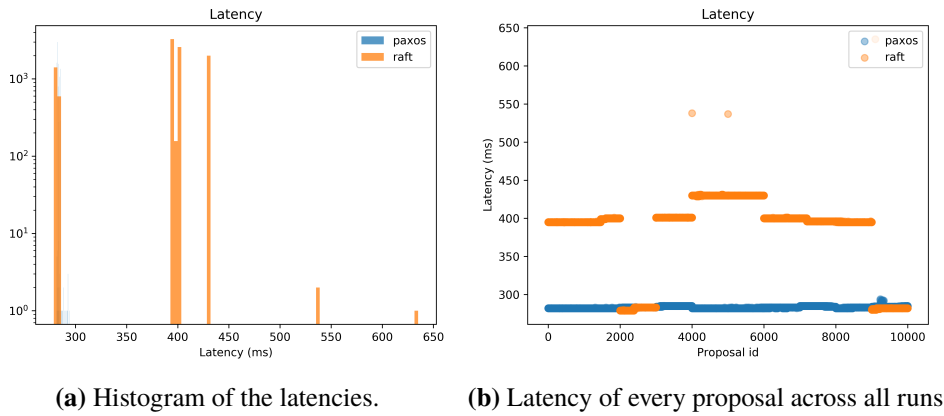 Latency
paxos
raft
10³
10²
10¹
10⁰
300 350 400 450 500 550 600 650
Latency (ms)
(a) Histogram of the latencies.
Latency
650
600
550
500
450
400
350
300
Latency (ms)
paxos
raft
0 2000 4000 6000 8000 10000
Proposal id
(b) Latency of every proposal across all runs